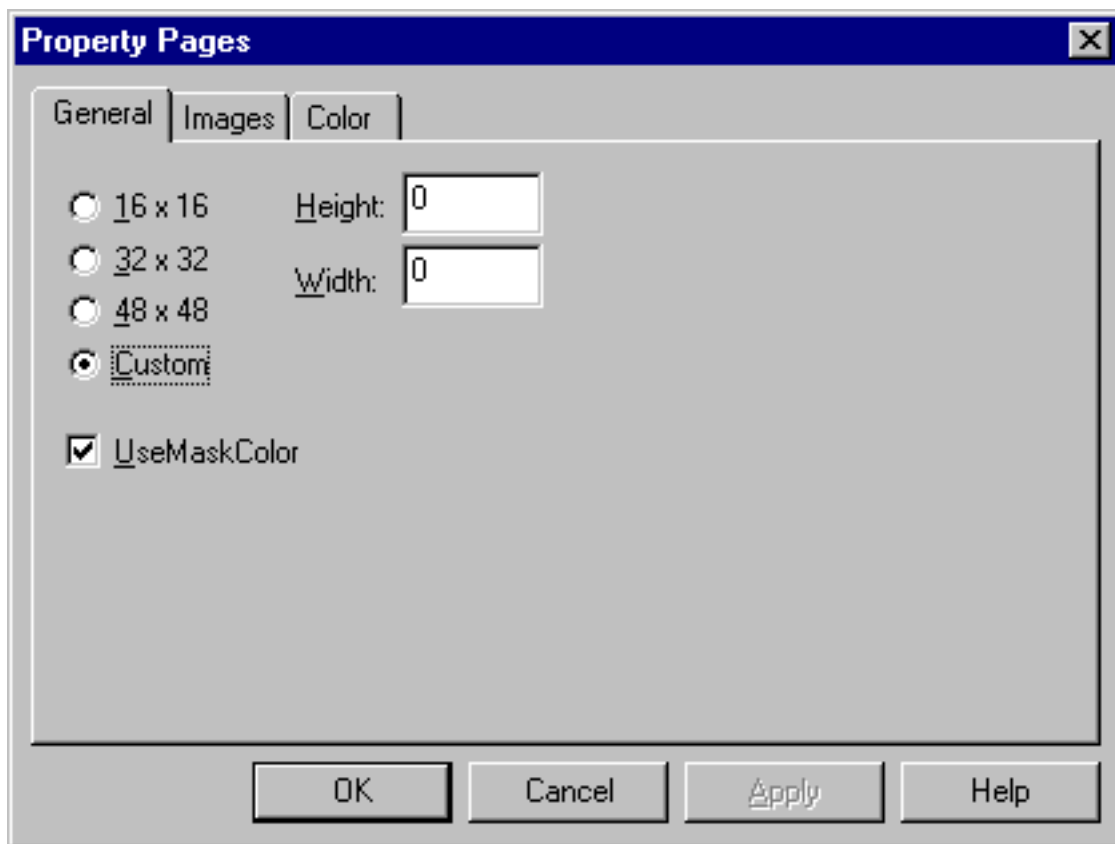 Property Pages
General Images Color
16 x 16 Height: 0
32 x 32
Width: 0
48 x 48
Custom
UseMaskColor
OK Cancel Apply Help